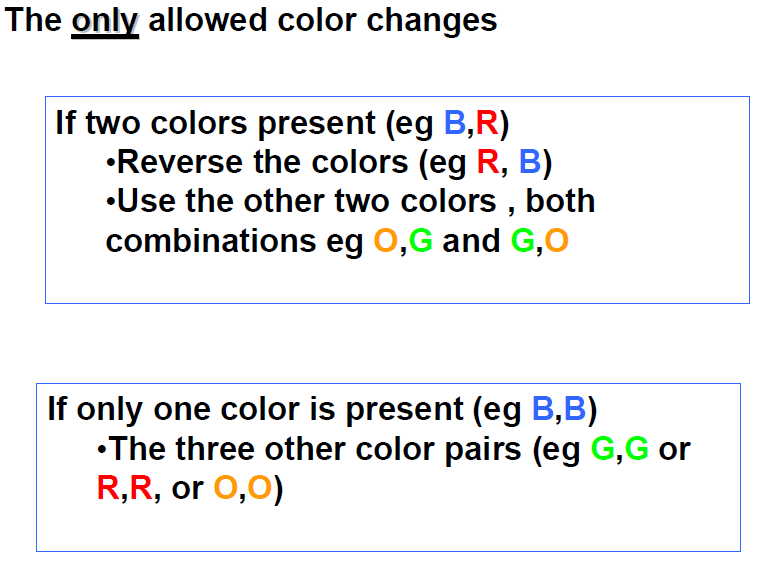 The only allowed color changes
If two colors present (eg B,R)
•Reverse the colors (eg R, B)
•Use the other two colors , both
combinations eg O,G and G,O
If only one color is present (eg B,B)
•The three other color pairs (eg G,G or
R,R, or O,O)